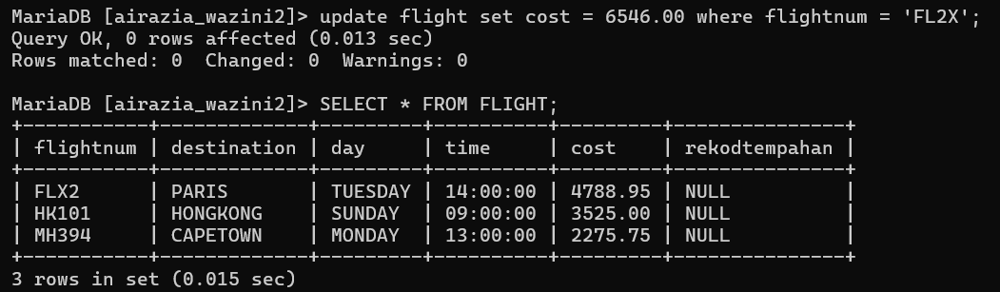 MariaDB [airazia_wazini2]> update flight set cost = 6546.00 where flightnum = 'FL2X';
Query OK, 0 rows affected (0.013 sec)
Rows matched: 0  Changed: 0  Warnings: 0
MariaDB [airazia_wazini2]> SELECT * FROM FLIGHT;
+-----------+-------------+---------+----------+---------+---------------+
| flightnum | destination | day     | time     | cost    | rekodtempahan |
+-----------+-------------+---------+----------+---------+---------------+
| FLX2      | PARIS       | TUESDAY | 14:00:00 | 4788.95 | NULL          |
| HK101     | HONGKONG    | SUNDAY  | 09:00:00 | 3525.00 | NULL          |
| MH394     | CAPETOWN    | MONDAY  | 13:00:00 | 2275.75 | NULL          |
+-----------+-------------+---------+----------+---------+---------------+
3 rows in set (0.015 sec)